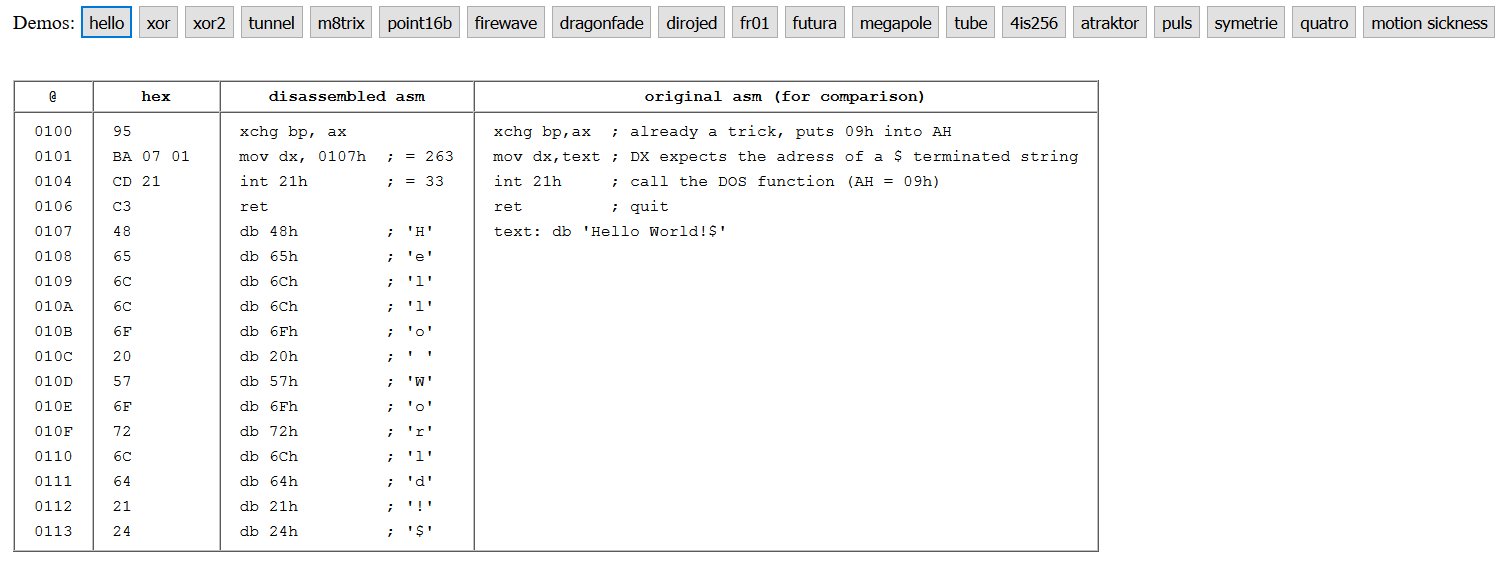 Demos: hello xor xor2 tunnel m8trix point16b firewave dragonfade dirojed fr01 futura megapole tube 4is256 atraktor puls symetrie quatro motion sickness
@ hex disassembled asm original asm (for comparison)
0100 95 xchg bp, ax xchg bp,ax ; already a trick, puts 09h into AH
0101 BA 07 01 mov dx, 0107h ; = 263 mov dx,text ; DX expects the adress of a $ terminated string
0104 CD 21 int 21h ; = 33 int 21h ; call the DOS function (AH = 09h)
0106 C3 ret ret ; quit
0107 48 db 48h ; 'H' text: db 'Hello World!$'
0108 65 db 65h ; 'e'
0109 6C db 6Ch ; 'l'
010A 6C db 6Ch ; 'l'
010B 6F db 6Fh ; 'o'
010C 20 db 20h ; ' '
010D 57 db 57h ; 'W'
010E 6F db 6Fh ; 'o'
010F 72 db 72h ; 'r'
0110 6C db 6Ch ; 'l'
0111 64 db 64h ; 'd'
0112 21 db 21h ; '!'
0113 24 db 24h ; '$'